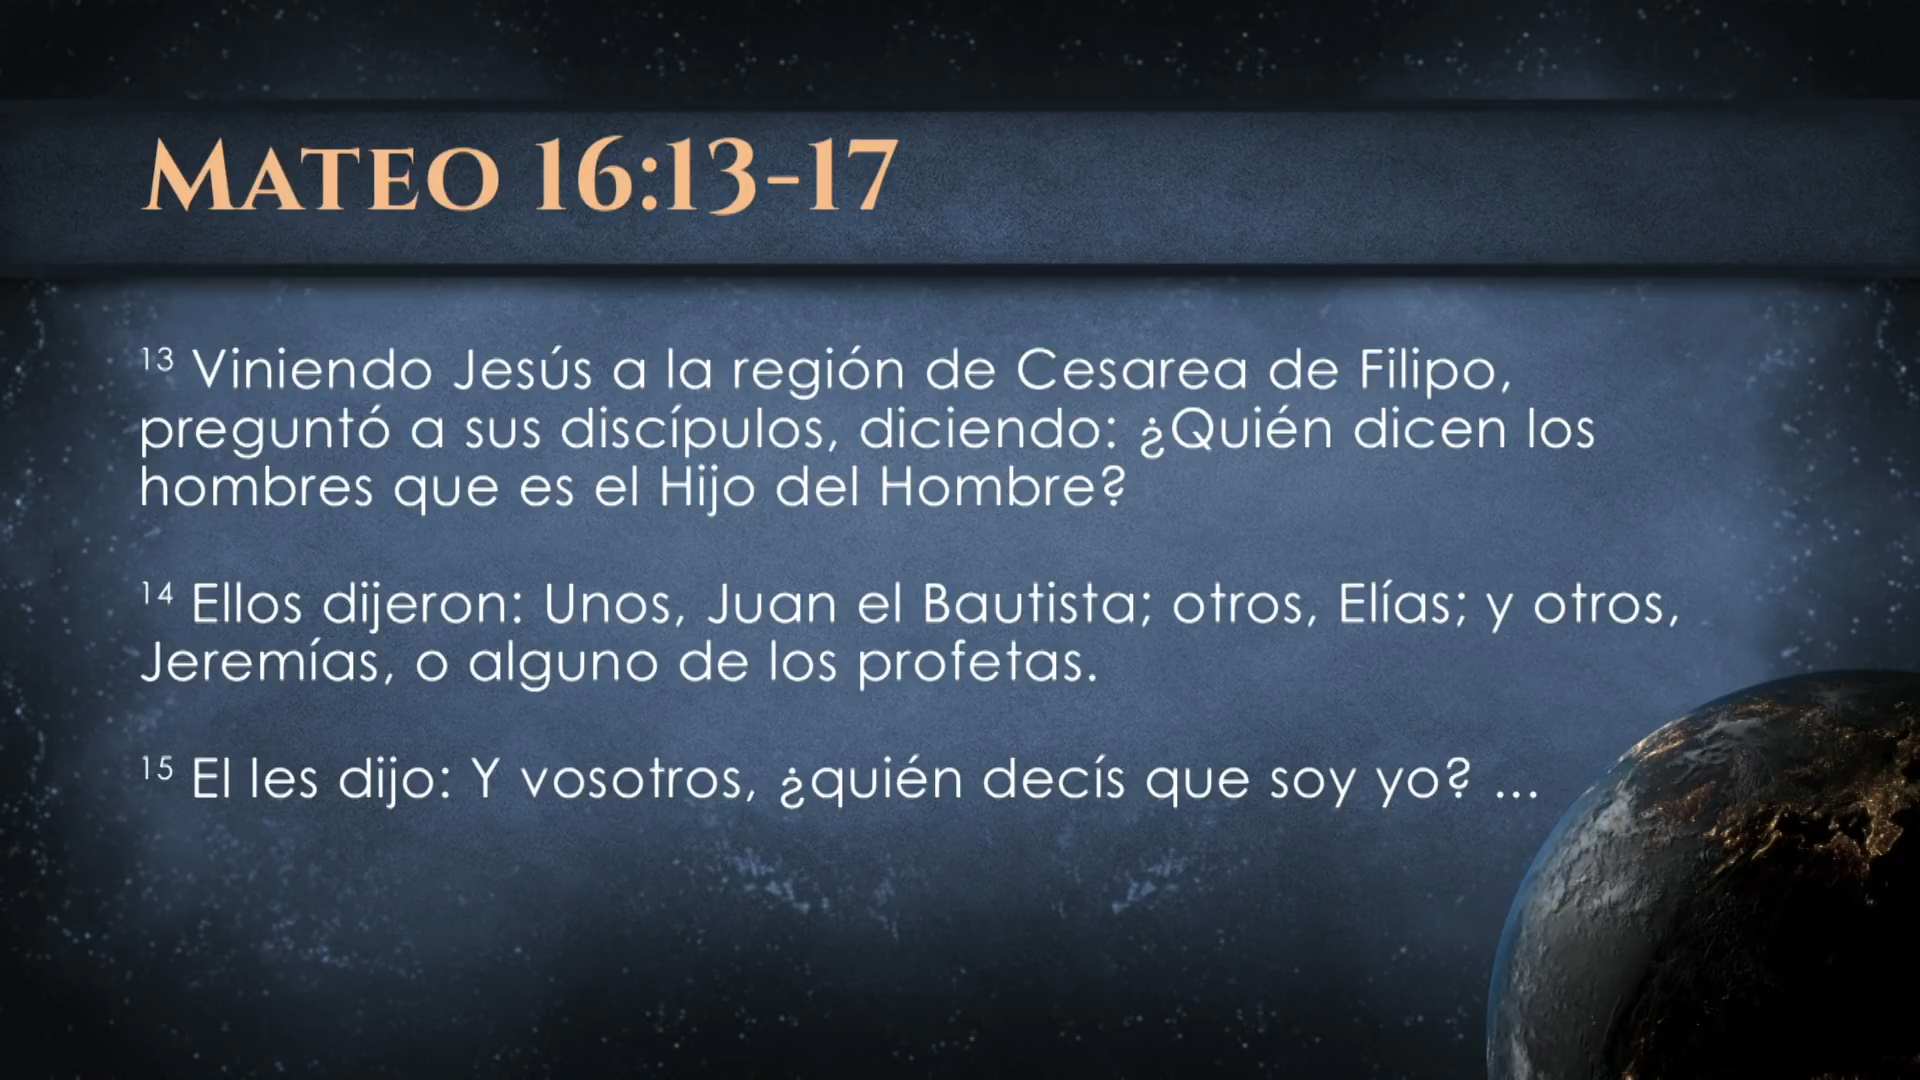 MATEO 16:13-17
13 Viniendo Jesús a la región de Cesarea de Filipo,
preguntó a sus discípulos, diciendo: ¿Quién dicen los
hombres que es el Hijo del Hombre?
14 Ellos dijeron: Unos, Juan el Bautista; otros, Elías; y otros,
Jeremías, o alguno de los profetas.
15 El les dijo: Y vosotros, ¿quién decís que soy yo? ...